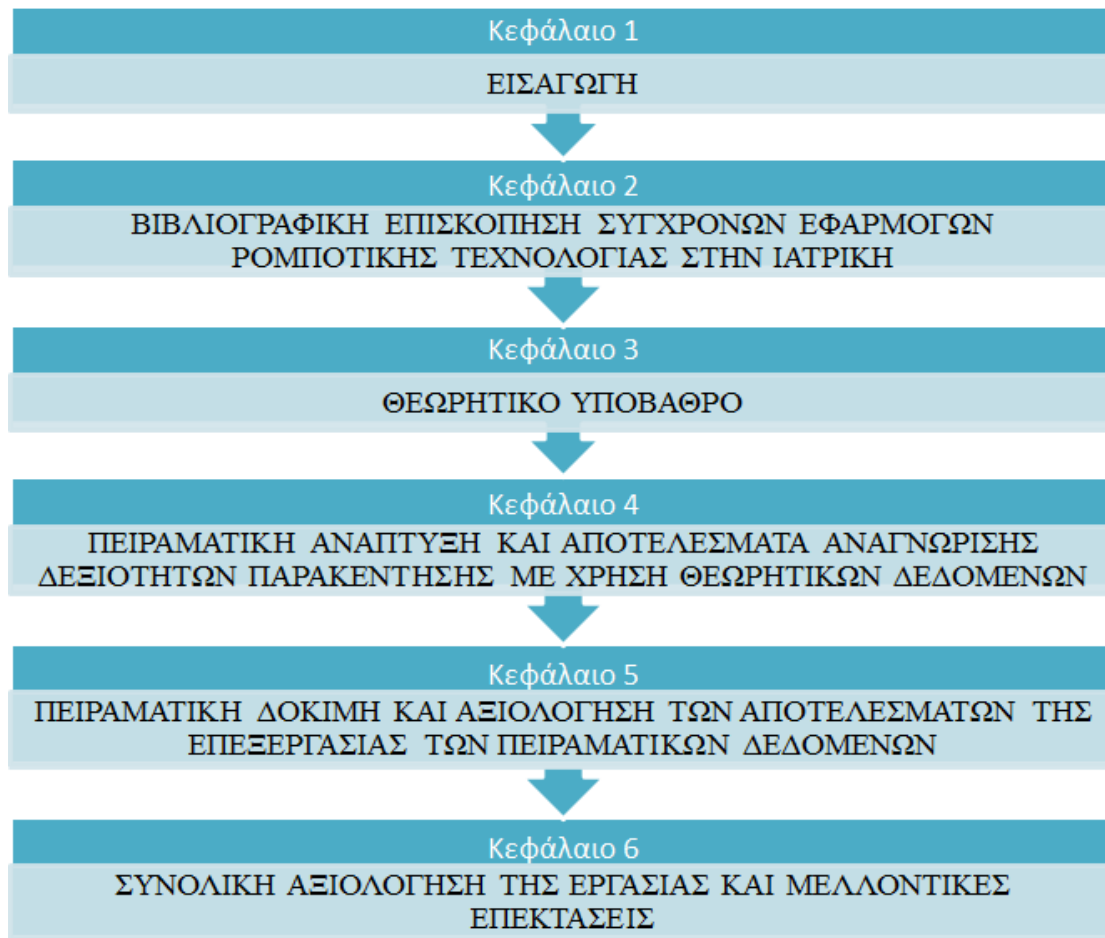 Κεφάλαιο 1
ΕΙΣΑΓΩΓΗ
Κεφάλαιο 2
ΒΙΒΛΙΟΓΡΑΦΙΚΗ ΕΠΙΣΚΟΠΗΣΗ ΣΥΓΧΡΟΝΩΝ ΕΦΑΡΜΟΓΩΝ
ΡΟΜΠΟΤΙΚΗΣ ΤΕΧΝΟΛΟΓΙΑΣ ΣΤΗΝ ΙΑΤΡΙΚΗ
Κεφάλαιο 3
ΘΕΩΡΗΤΙΚΟ ΥΠΟΒΑΘΡΟ
Κεφάλαιο 4
ΠΕΙΡΑΜΑΤΙΚΗ ΑΝΑΠΤΥΞΗ ΚΑΙ ΑΠΟΤΕΛΕΣΜΑΤΑ ΑΝΑΓΝΩΡΙΣΗΣ
ΔΕΞΙΟΤΗΤΩΝ ΠΑΡΑΚΕΝΤΗΣΗΣ ΜΕ ΧΡΗΣΗ ΘΕΩΡΗΤΙΚΩΝ ΔΕΔΟΜΕΝΩΝ
Κεφάλαιο 5
ΠΕΙΡΑΜΑΤΙΚΗ ΔΟΚΙΜΗ ΚΑΙ ΑΞΙΟΛΟΓΗΣΗ ΤΩΝ ΑΠΟΤΕΛΕΣΜΑΤΩΝ ΤΗΣ
ΕΠΕΞΕΡΓΑΣΙΑΣ ΤΩΝ ΠΕΙΡΑΜΑΤΙΚΩΝ ΔΕΔΟΜΕΝΩΝ
Κεφάλαιο 6
ΣΥΝΟΛΙΚΗ ΑΞΙΟΛΟΓΗΣΗ ΤΗΣ ΕΡΓΑΣΙΑΣ ΚΑΙ ΜΕΛΛΟΝΤΙΚΕΣ
ΕΠΕΚΤΑΣΕΙΣ